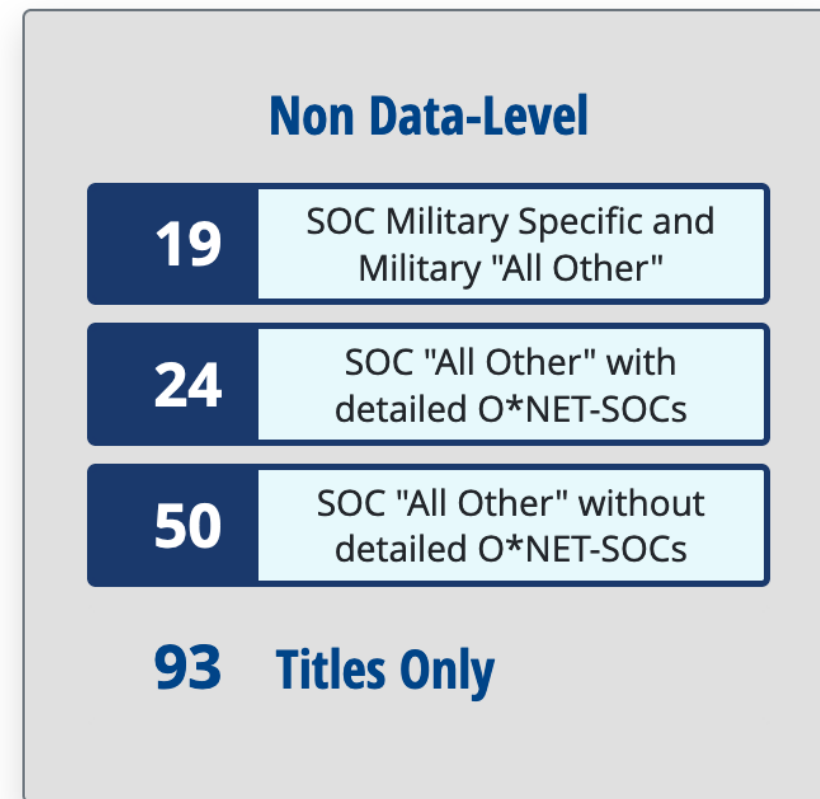 Non Data-Level
19
SOC Military Specific and
Military "All Other"
24
SOC "All Other" with
detailed O*NET-SOCs
50
SOC "All Other" without
detailed O*NET-SOCs
93 Titles Only